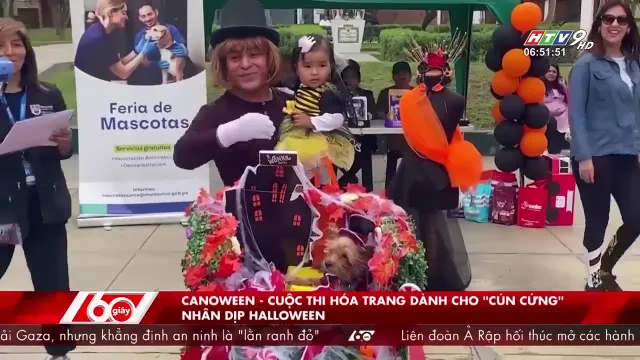 HTV9 HD
06:51:51
Feria de
Mascotas
Servicios gratuitos
60 giây
CANOWEEN - CUỘC THI HÓA TRANG DÀNH CHO "CÚN CƯNG"
NHÂN DỊP HALLOWEEN
ải Gaza, nhưng khẳng định an ninh là "lằn ranh đỏ" 60 Liên đoàn Ả Rập hối thúc mở các hành